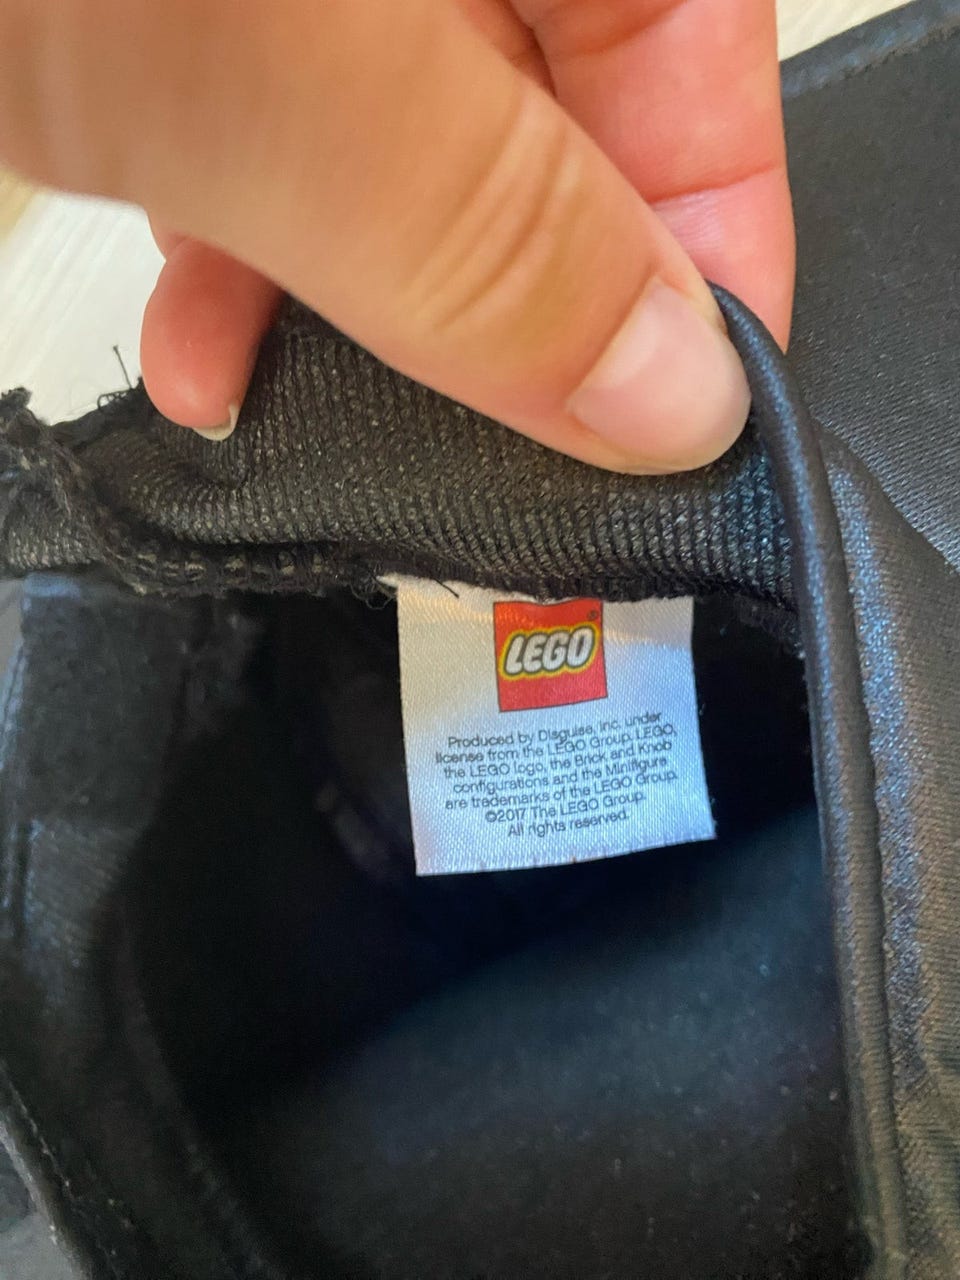 LEGO
®
Produced by Disguise, Inc. under
license from the LEGO Group. LEGO,
the LEGO logo, the Brick and Knob
configurations and the Minifigure
are trademarks of the LEGO Group.
©2017 The LEGO Group.
All rights reserved.